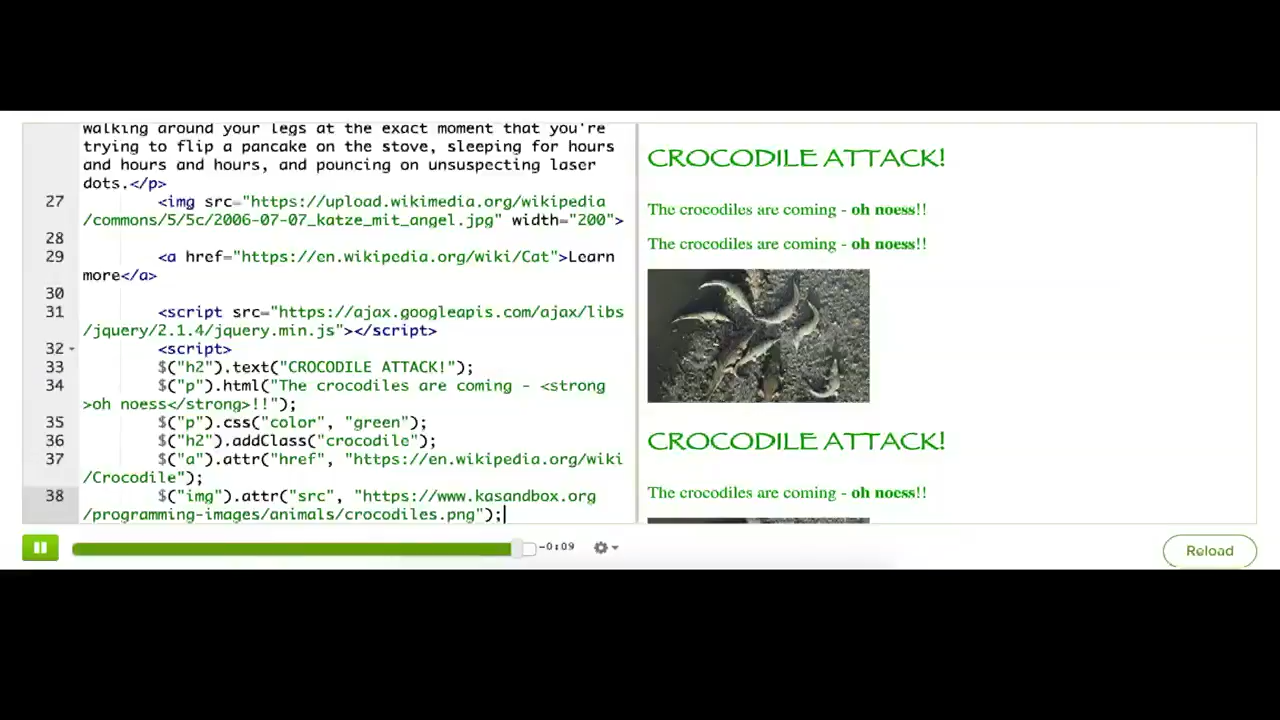 walking around your legs at the exact moment that you're
trying to flip a pancake on the stove, sleeping for hours
and hours and hours, and pouncing on unsuspecting laser
dots.</p>
27 <img src="https://upload.wikimedia.org/wikipedia
/commons/5/5c/2006-07-07_katze_mit_angel.jpg" width="200">
28
29 <a href="https://en.wikipedia.org/wiki/Cat">Learn
more</a>
30
31 <script src="https://ajax.googleapis.com/ajax/libs
/jquery/2.1.4/jquery.min.js"></script>
32 <script>
33 $("h2").text("CROCODILE ATTACK!");
34 $("p").html("The crocodiles are coming - <strong
>oh noess</strong>!!");
35 $("p").css("color", "green");
36 $("h2").addClass("crocodile");
37 $("a").attr("href", "https://en.wikipedia.org/wiki
/Crocodile");
38 $("img").attr("src", "https://www.kasandbox.org
/programming-images/animals/crocodiles.png");
CROCODILE ATTACK!
The crocodiles are coming - oh noess!!
The crocodiles are coming - oh noess!!
CROCODILE ATTACK!
The crocodiles are coming - oh noess!!
-0:09
Reload